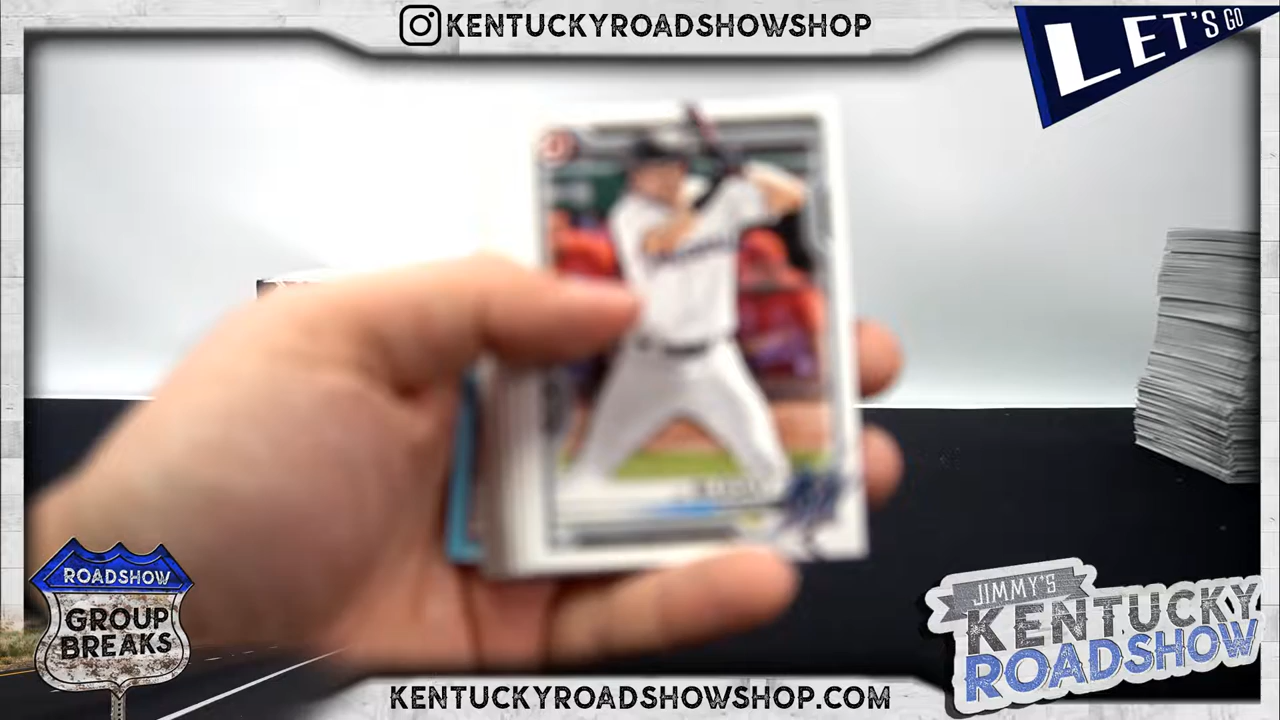 KENTUCKYROADSHOWSHOP
LET'S GO
ROADSHOW
GROUP
BREAKS
JIMMY'S
KENTUCKY
ROADSHOW
KENTUCKYROADSHOWSHOP.COM